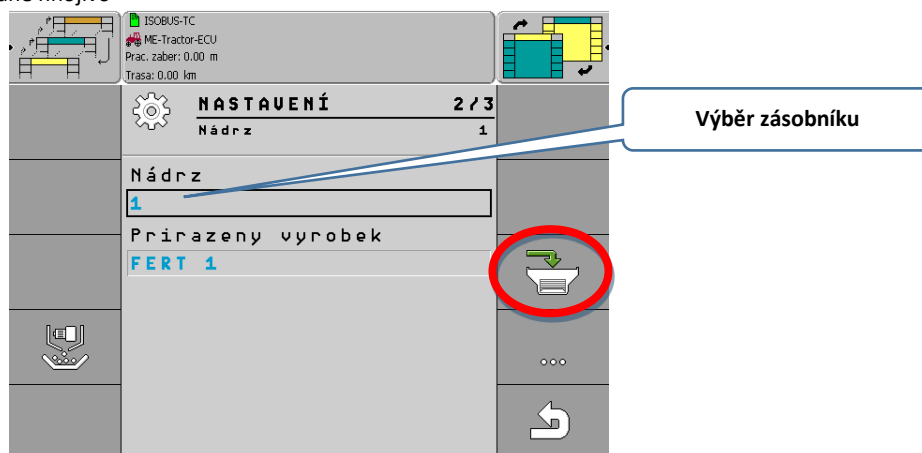 hnojivo
ISOBUS-TC
ME-Tractor-ECU
Prac. zaber: 0.00 m
Trasa: 0.00 km
NASTAVENÍ 2/3
Nádrz 1
Výběr zásobníku
Nádrz
1
Prirazeny vyrobek
FERT 1